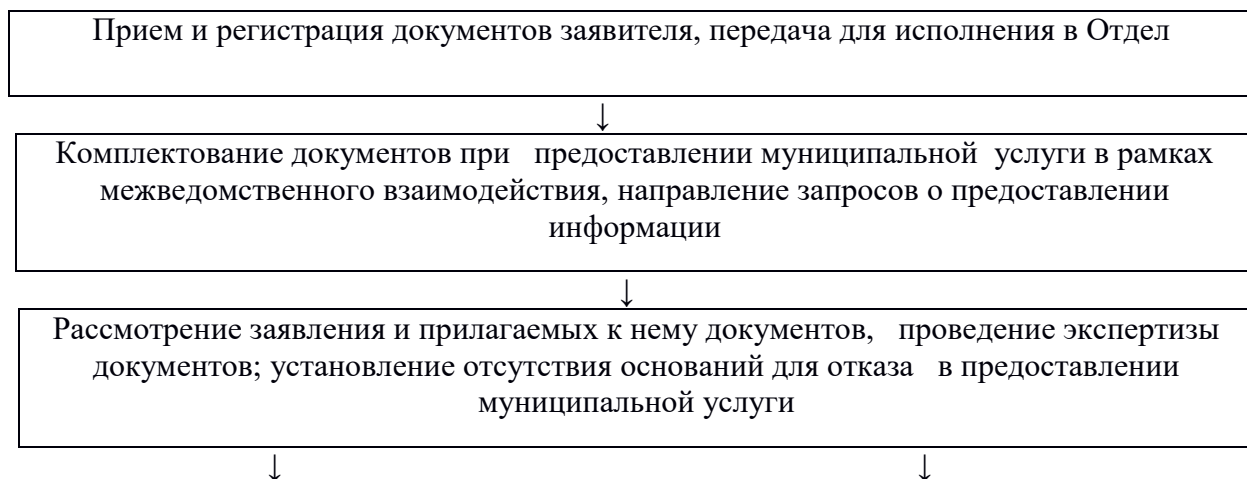 Прием и регистрация документов заявителя, передача для исполнения в Отдел
↓
Комплектование документов при предоставлении муниципальной услуги в рамках
межведомственного взаимодействия, направление запросов о предоставлении
информации
↓
Рассмотрение заявления и прилагаемых к нему документов, проведение экспертизы
документов; установление отсутствия оснований для отказа в предоставлении
муниципальной услуги
↓ ↓